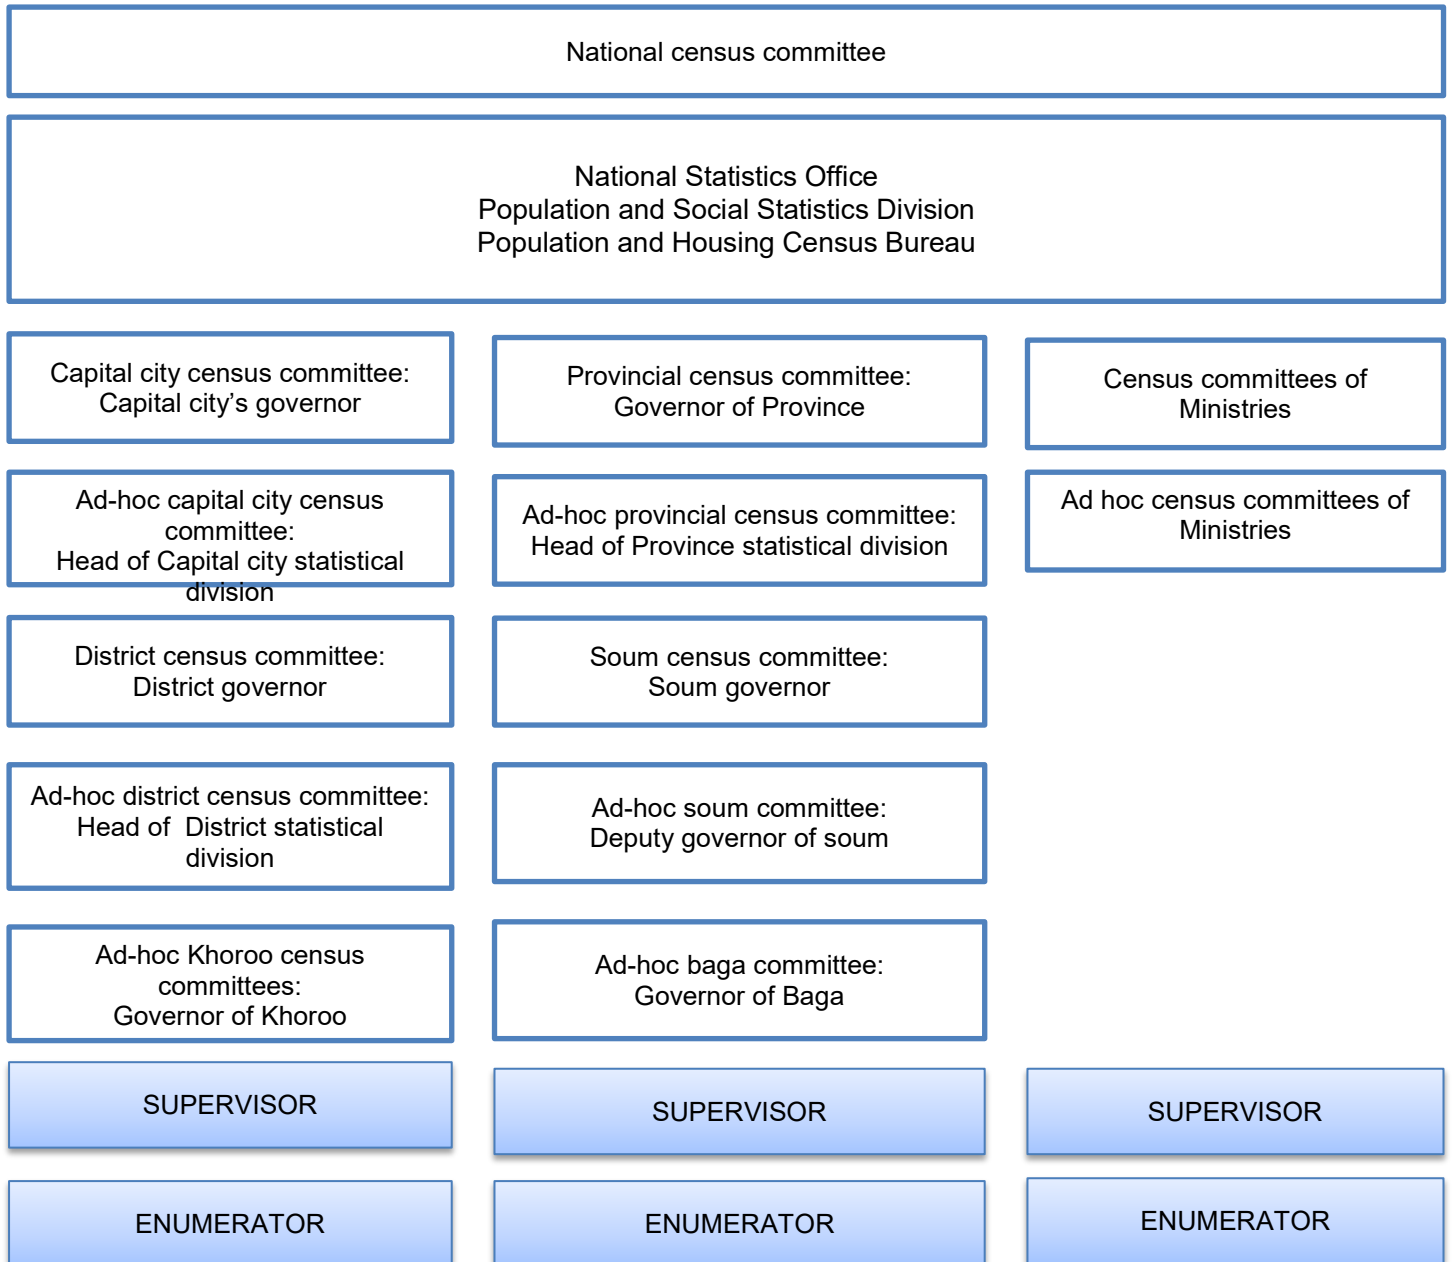 National census committee
National Statistics Office
Population and Social Statistics Division
Population and Housing Census Bureau
Capital city census committee:
Capital city’s governor
Provincial census committee:
Governor of Province
Census committees of
Ministries
Ad-hoc capital city census
committee:
Head of Capital city statistical
division
Ad-hoc provincial census committee:
Head of Province statistical division
Ad hoc census committees of
Ministries
District census committee:
District governor
Soum census committee:
Soum governor
Ad-hoc district census committee:
Head of  District statistical
division
Ad-hoc soum committee:
Deputy governor of soum
Ad-hoc Khoroo census
committees:
Governor of Khoroo
Ad-hoc baga committee:
Governor of Baga
SUPERVISOR
SUPERVISOR
SUPERVISOR
ENUMERATOR
ENUMERATOR
ENUMERATOR